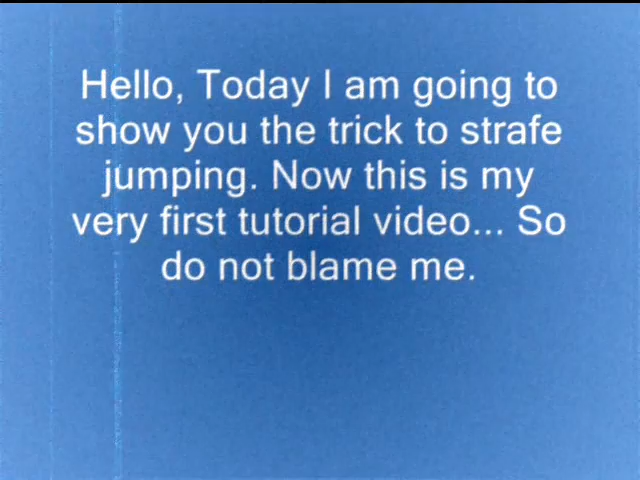 Hello, Today I am going to
show you the trick to strafe
jumping. Now this is my
very first tutorial video... So
do not blame me.